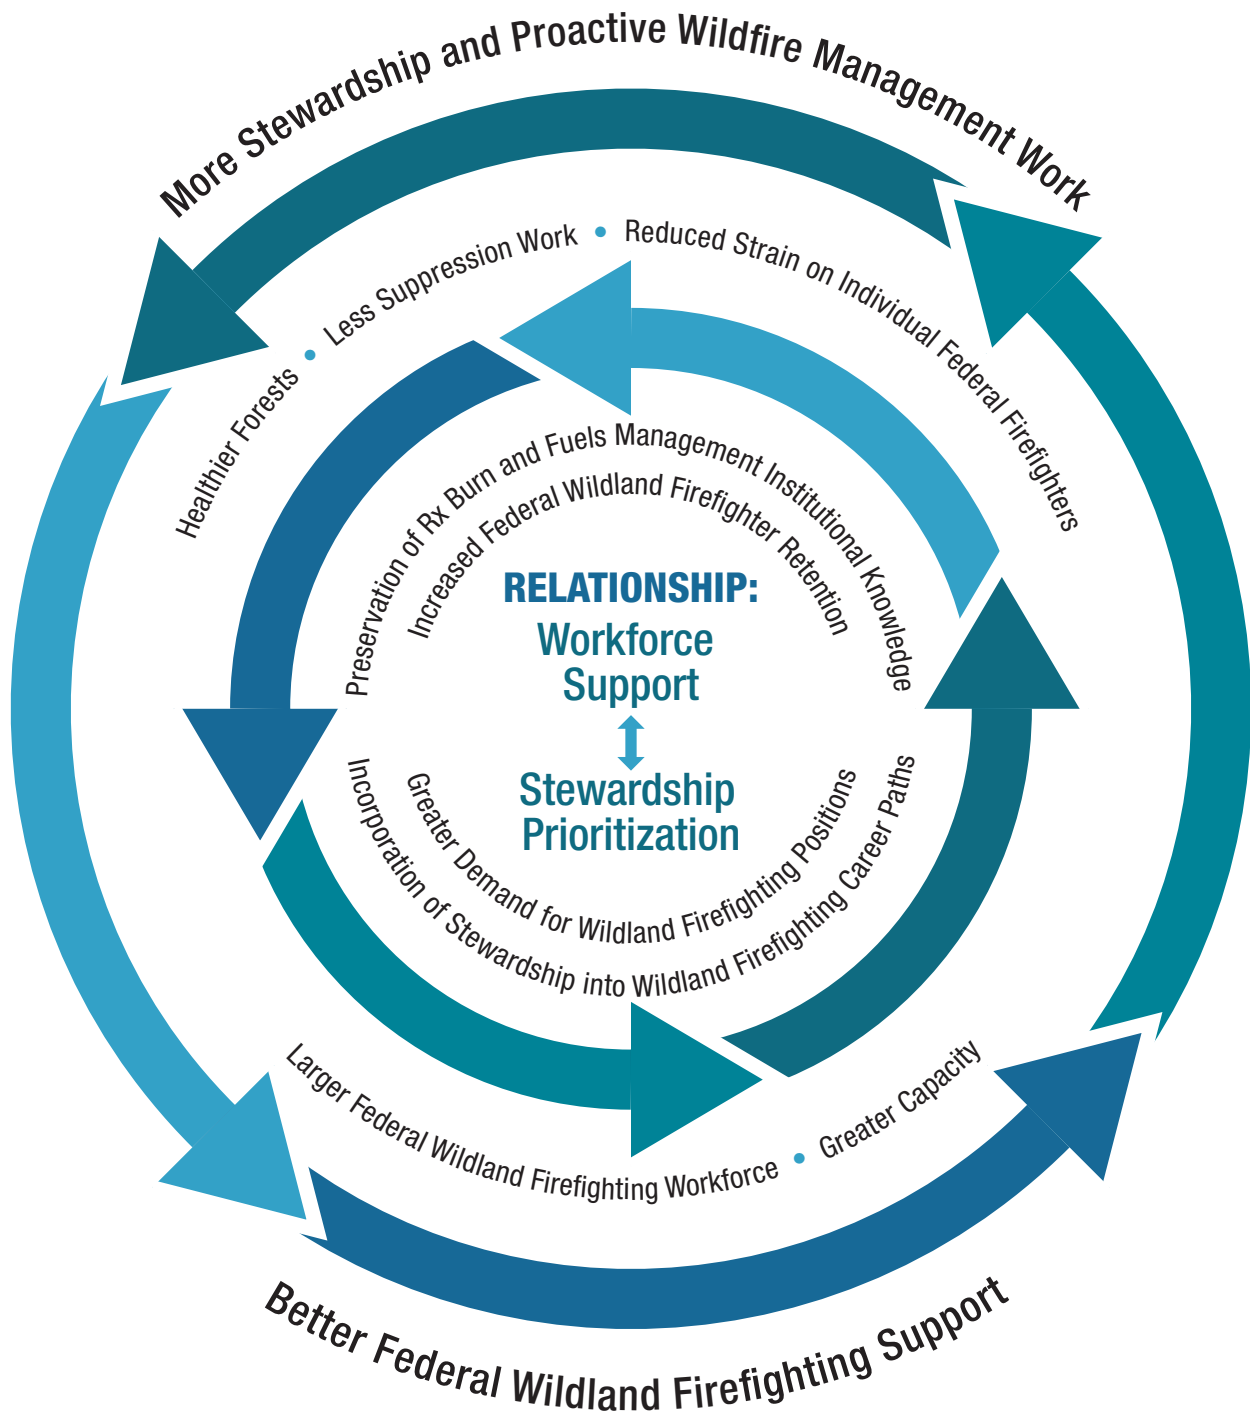 More Stewardship and Proactive Wildfire Management Work
Healthier Forests • Less Suppression Work • Reduced Strain on Individual Federal Firefighters
Preservation of Rx Burn and Fuels Management Institutional Knowledge
Increased Federal Wildland Firefighter Retention
RELATIONSHIP:
Workforce
Support
Stewardship
Prioritization
Greater Demand for Wildland Firefighting Positions
Incorporation of Stewardship into Wildland Firefighting Career Paths
Larger Federal Wildland Firefighting Workforce • Greater Capacity
Better Federal Wildland Firefighting Support